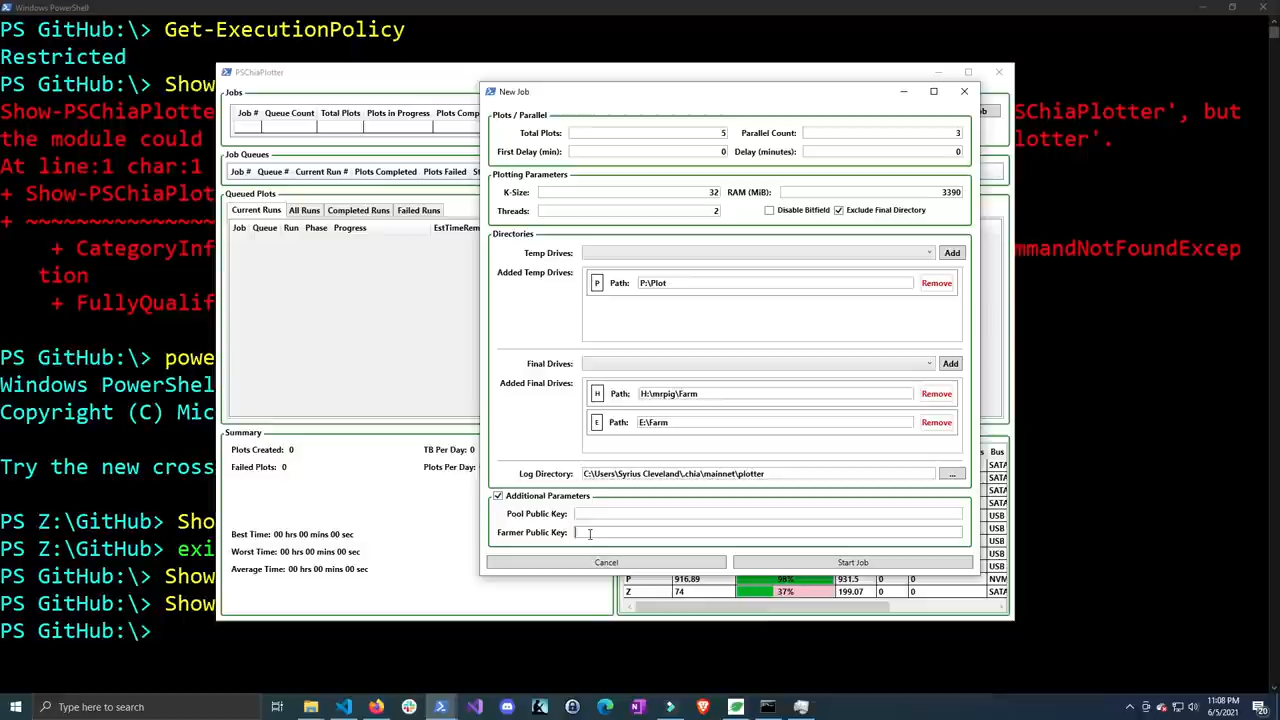 Windows PowerShell
PS GitHub:\> Get-ExecutionPolicy
Restricted
PS GitHub:\> Show
Show-PSChiaPlotte
SChiaPlotter', but
the module could
lotter'.
At line:1 char:1
+ Show-PSChiaPlot
+ ~~~~~~~~~~~~~~~
+ CategoryInf
mmandNotFoundExcep
tion
+ FullyQualif
PS GitHub:\> powe
Windows PowerShel
Copyright (C) Mic
Try the new cross
PS Z:\GitHub> Sho
PS Z:\GitHub> exi
PS GitHub:\> Show
PS GitHub:\> Show
PS GitHub:\>
PSChiaPlotter
Jobs
Job # Queue Count Total Plots Plots in Progress Plots Comp
Job Queues
Job # Queue # Current Run # Plots Completed Plots Failed St
Queued Plots
Current Runs All Runs Completed Runs Failed Runs
Job Queue Run Phase Progress EstTimeRem
Summary
Plots Created: 0 TB Per Day: 0
Failed Plots: 0 Plots Per Day:
Best Time: 00 hrs 00 mins 00 sec
Worst Time: 00 hrs 00 mins 00 sec
Average Time: 00 hrs 00 mins 00 sec
New Job
Plots / Parallel
Total Plots: 5 Parallel Count: 3
First Delay (min): 0 Delay (minutes): 0
Plotting Parameters
K-Size: 32 RAM (MiB): 3390
Threads: 2 Disable Bitfield Exclude Final Directory
Directories
Temp Drives: Add
Added Temp Drives:
P Path: P:\Plot Remove
Final Drives: Add
Added Final Drives:
H Path: H:\mrpig\Farm Remove
E Path: E:\Farm Remove
Log Directory: C:\Users\Syrius Cleveland\.chia\mainnet\plotter ...
Additional Parameters
Pool Public Key:
Farmer Public Key:
Cancel Start Job
s Bus
SATA
SATA
SATA
SATA
USB
USB
USB
USB
P 916.89 98% 931.5 0 0 NVM
Z 74 37% 199.07 0 0 SATA
Type here to search
11:08 PM
6/5/2021
20